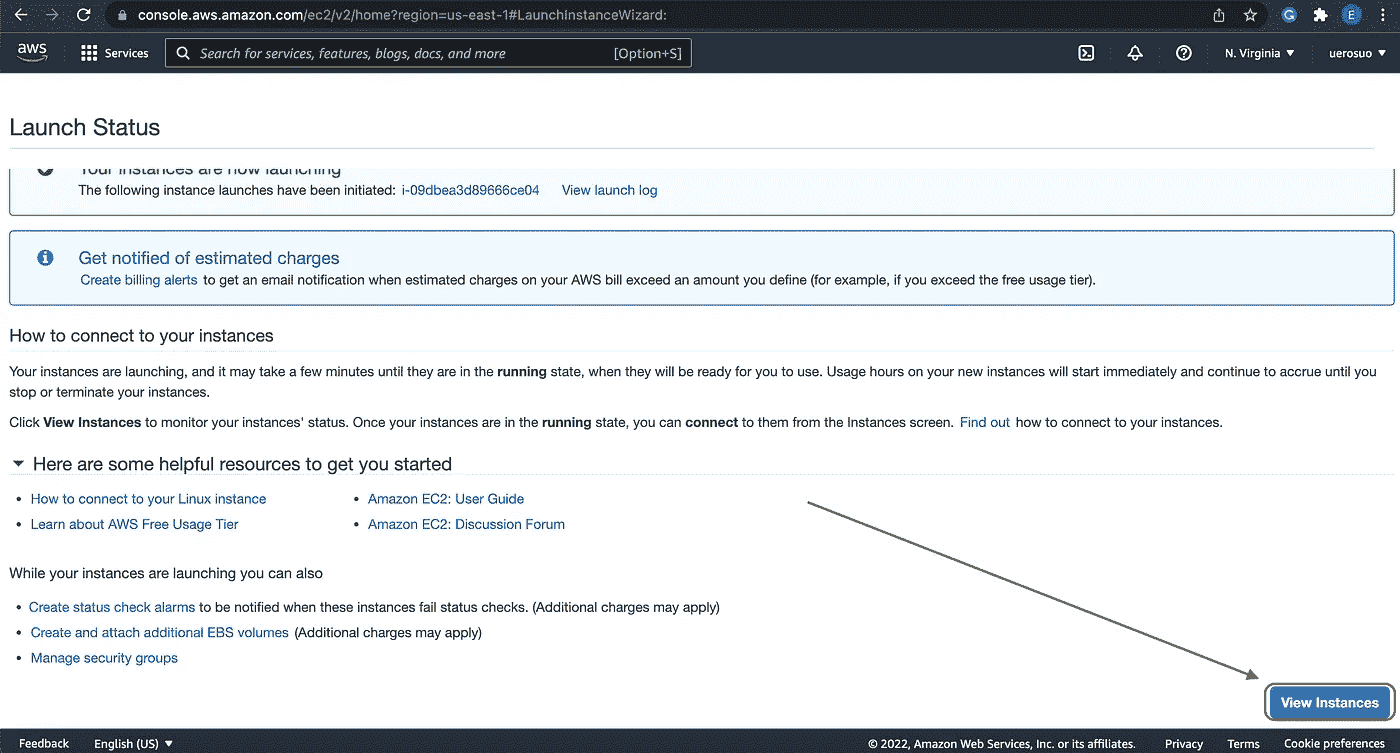 console.aws.amazon.com/ec2/v2/home?region=us-east-1#LaunchInstanceWizard:
G
E
aws
Services
Search for services, features, blogs, docs, and more
[Option+S]
N. Virginia
uerosuo
Launch Status
Your instances are now launching
The following instance launches have been initiated: i-09dbea3d89666ce04 View launch log
Get notified of estimated charges
Create billing alerts to get an email notification when estimated charges on your AWS bill exceed an amount you define (for example, if you exceed the free usage tier).
How to connect to your instances
Your instances are launching, and it may take a few minutes until they are in the running state, when they will be ready for you to use. Usage hours on your new instances will start immediately and continue to accrue until you
stop or terminate your instances.
Click View Instances to monitor your instances' status. Once your instances are in the running state, you can connect to them from the Instances screen. Find out how to connect to your instances.
Here are some helpful resources to get you started
• How to connect to your Linux instance
• Amazon EC2: User Guide
• Learn about AWS Free Usage Tier
• Amazon EC2: Discussion Forum
While your instances are launching you can also
• Create status check alarms to be notified when these instances fail status checks. (Additional charges may apply)
• Create and attach additional EBS volumes (Additional charges may apply)
• Manage security groups
View Instances
Feedback
English (US)
© 2022, Amazon Web Services, Inc. or its affiliates.
Privacy
Terms
Cookie preferences